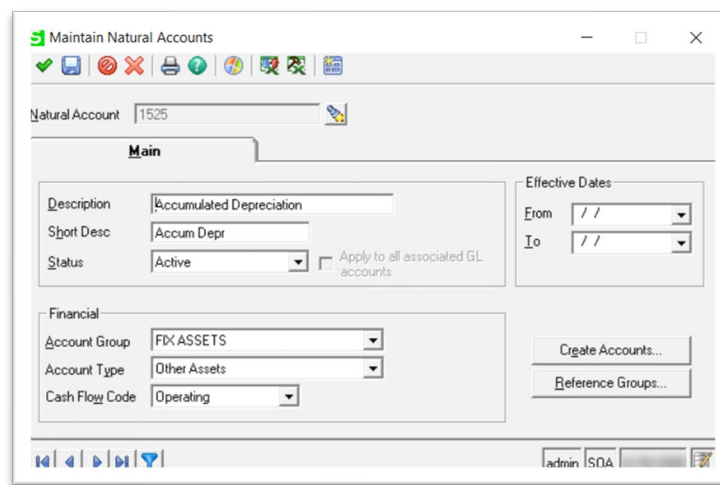 Maintain Natural Accounts
Natural Account 1525
Main
Description Accumulated Depreciation
Short Desc Accum Depr
Status Active Apply to all associated GL accounts
Effective Dates
From / /
To / /
Financial
Account Group FIX ASSETS
Account Type Other Assets
Cash Flow Code Operating
Create Accounts...
Reference Groups...
admin SOA